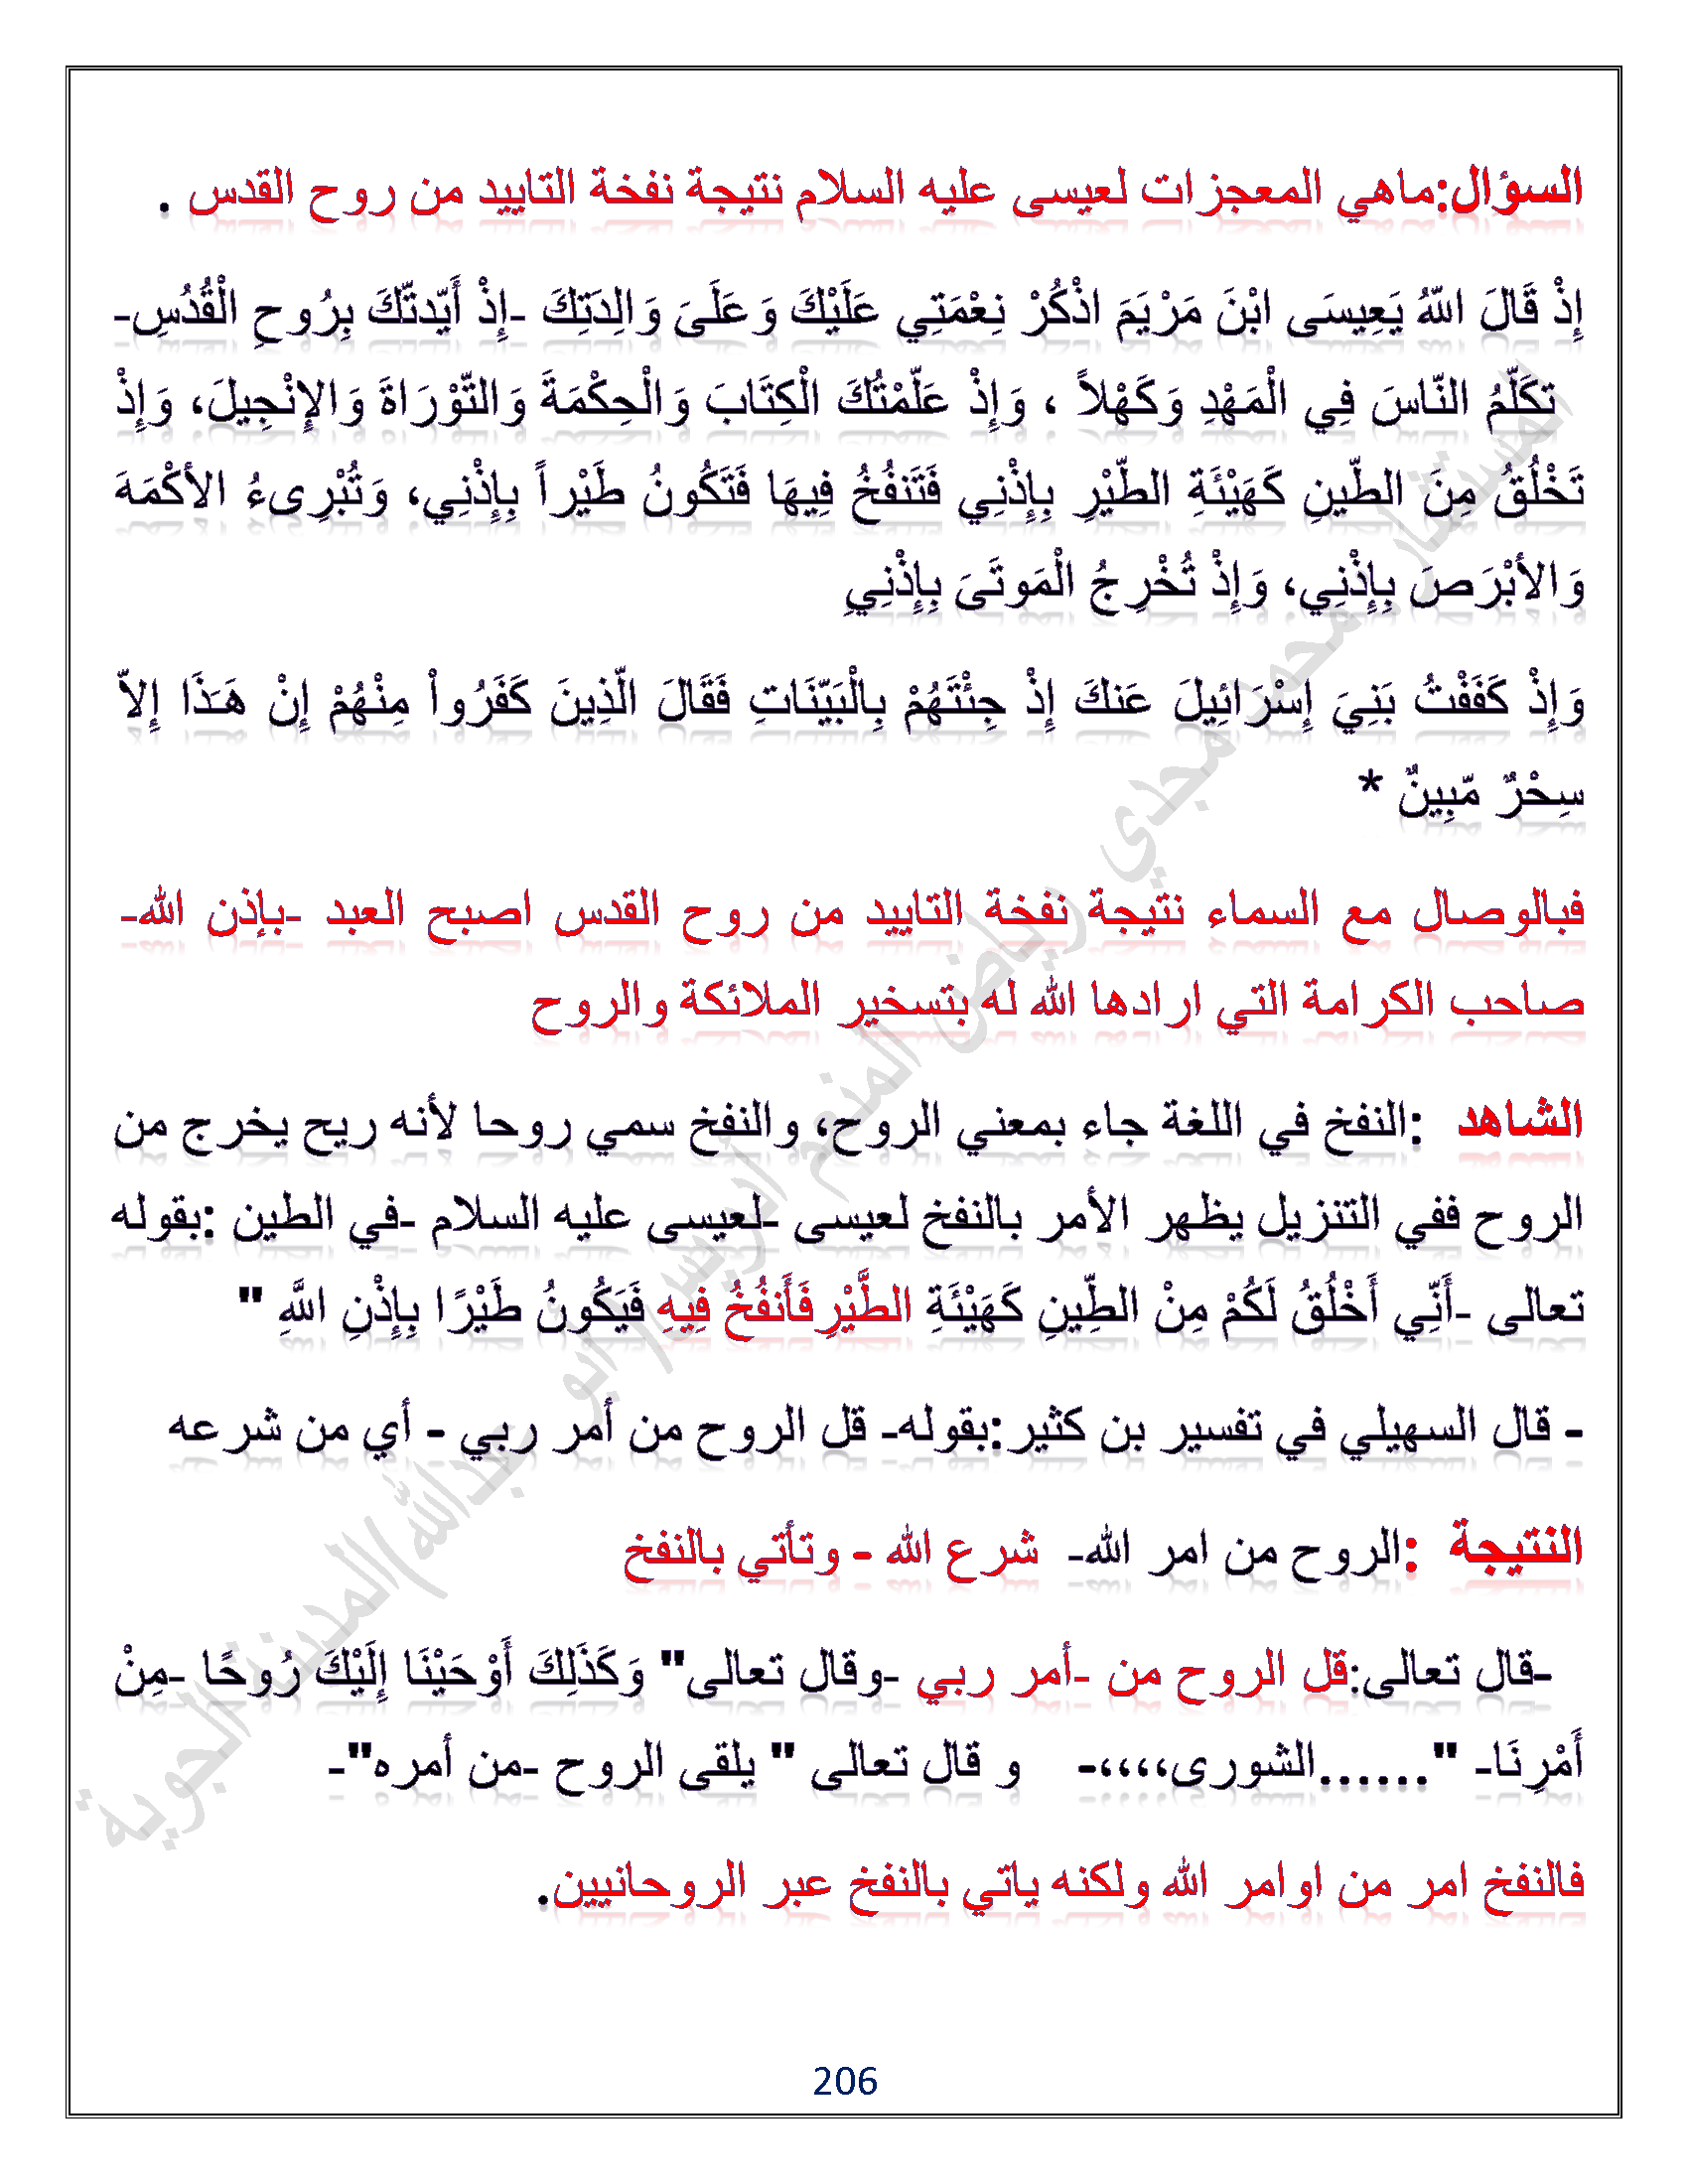 السؤال:ماهي المعجزات لعيسى عليه السلام نتيجة نفخة التاييد من روح القدس .
إِذْ قَالَ اللّهُ يَعِيسَى ابْنَ مَرْيَمَ اذْكُرْ نِعْمَتِي عَلَيْكَ وَعَلَىَ وَالِدَتِكَ -إِذْ أَيّدتّكَ بِرُوحِ الْقُدُسِ-
تكَلّمُ النّاسَ فِي الْمَهْدِ وَكَهْلاً ، وَإِذْ عَلّمْتُكَ الْكِتَابَ وَالْحِكْمَةَ وَالتّوْرَاةَ وَالإِنْجِيلَ، وَإِذْ
تَخْلُقُ مِنَ الطّينِ كَهَيْئَةِ الطّيْرِ بِإِذْنِي فَتَنفُخُ فِيهَا فَتَكُونُ طَيْراً بِإِذْنِي، وَتُبْرِىءُ الأكْمَهَ
وَالأبْرَصَ بِإِذْنِي، وَإِذْ تُخْرِجُ الْمَوتَىَ بِإِذْنِيِ
وَإِذْ كَفَفْتُ بَنِيَ إِسْرَائِيلَ عَنكَ إِذْ جِئْتَهُمْ بِالْبَيّنَاتِ فَقَالَ الّذِينَ كَفَرُواْ مِنْهُمْ إِنْ هَـَذَا إِلاّ
سِحْرٌ مّبِينٌ *
فبالوصال مع السماء نتيجة نفخة التاييد من روح القدس اصبح العبد -بإذن الله-
صاحب الكرامة التي ارادها الله له بتسخير الملائكة والروح
الشاهد :النفخ في اللغة جاء بمعني الروح، والنفخ سمي روحا لأنه ريح يخرج من
الروح ففي التنزيل يظهر الأمر بالنفخ لعيسى -لعيسى عليه السلام -في الطين :بقوله
تعالى -أَنِّي أَخْلُقُ لَكُمْ مِنْ الطِّينِ كَهَيْئَةِ الطَّيْرِفَأَنفُخُ فِيهِ فَيَكُونُ طَيْرًا بِإِذْنِ اللَّهِ "
- قال السهيلي في تفسير بن كثير:بقوله- قل الروح من أمر ربي - أي من شرعه
النتيجة :الروح من امر الله- شرع الله - وتأتي بالنفخ
-قال تعالى:قل الروح من -أمر ربي -وقال تعالى" وَكَذَلِكَ أَوْحَيْنَا إِلَيْكَ رُوحًا -مِنْ
أَمْرِنَا- "......الشورى،،،،- و قال تعالى " يلقى الروح -من أمره"-
فالنفخ امر من اوامر الله ولكنه ياتي بالنفخ عبر الروحانيين.
206